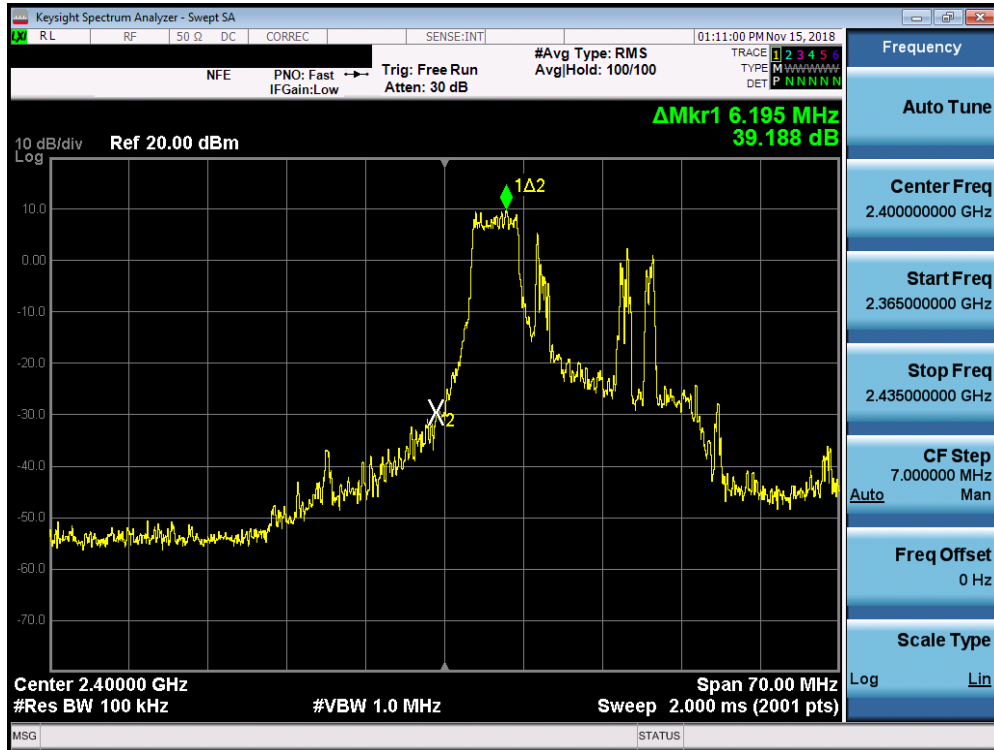 Keysight Spectrum Analyzer - Swept SA
LXI RL RF 50 Ω DC CORREC SENSE:INT 01:11:00 PM Nov 15, 2018
NFE PNO: Fast Trig: Free Run #Avg Type: RMS TRACE 1 2 3 4 5 6
IFGain:Low Atten: 30 dB Avg|Hold: 100/100 TYPE M WWWWW
DET P N N N N N
ΔMkr1 6.195 MHz
39.188 dB
10 dB/div Ref 20.00 dBm
Log
1Δ2
10.0
0.00
-10.0
-20.0
-30.0
X2
-40.0
-50.0
-60.0
-70.0
Center 2.40000 GHz Span 70.00 MHz
#Res BW 100 kHz #VBW 1.0 MHz Sweep 2.000 ms (2001 pts)
MSG STATUS
Frequency
Auto Tune
Center Freq
2.400000000 GHz
Start Freq
2.365000000 GHz
Stop Freq
2.435000000 GHz
CF Step
7.000000 MHz
Auto Man
Freq Offset
0 Hz
Scale Type
Log Lin